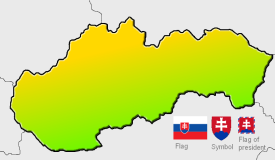 Flag
Symbol
Flag of
president